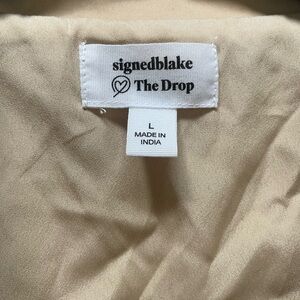 signedblake
The Drop
L
MADE IN
INDIA